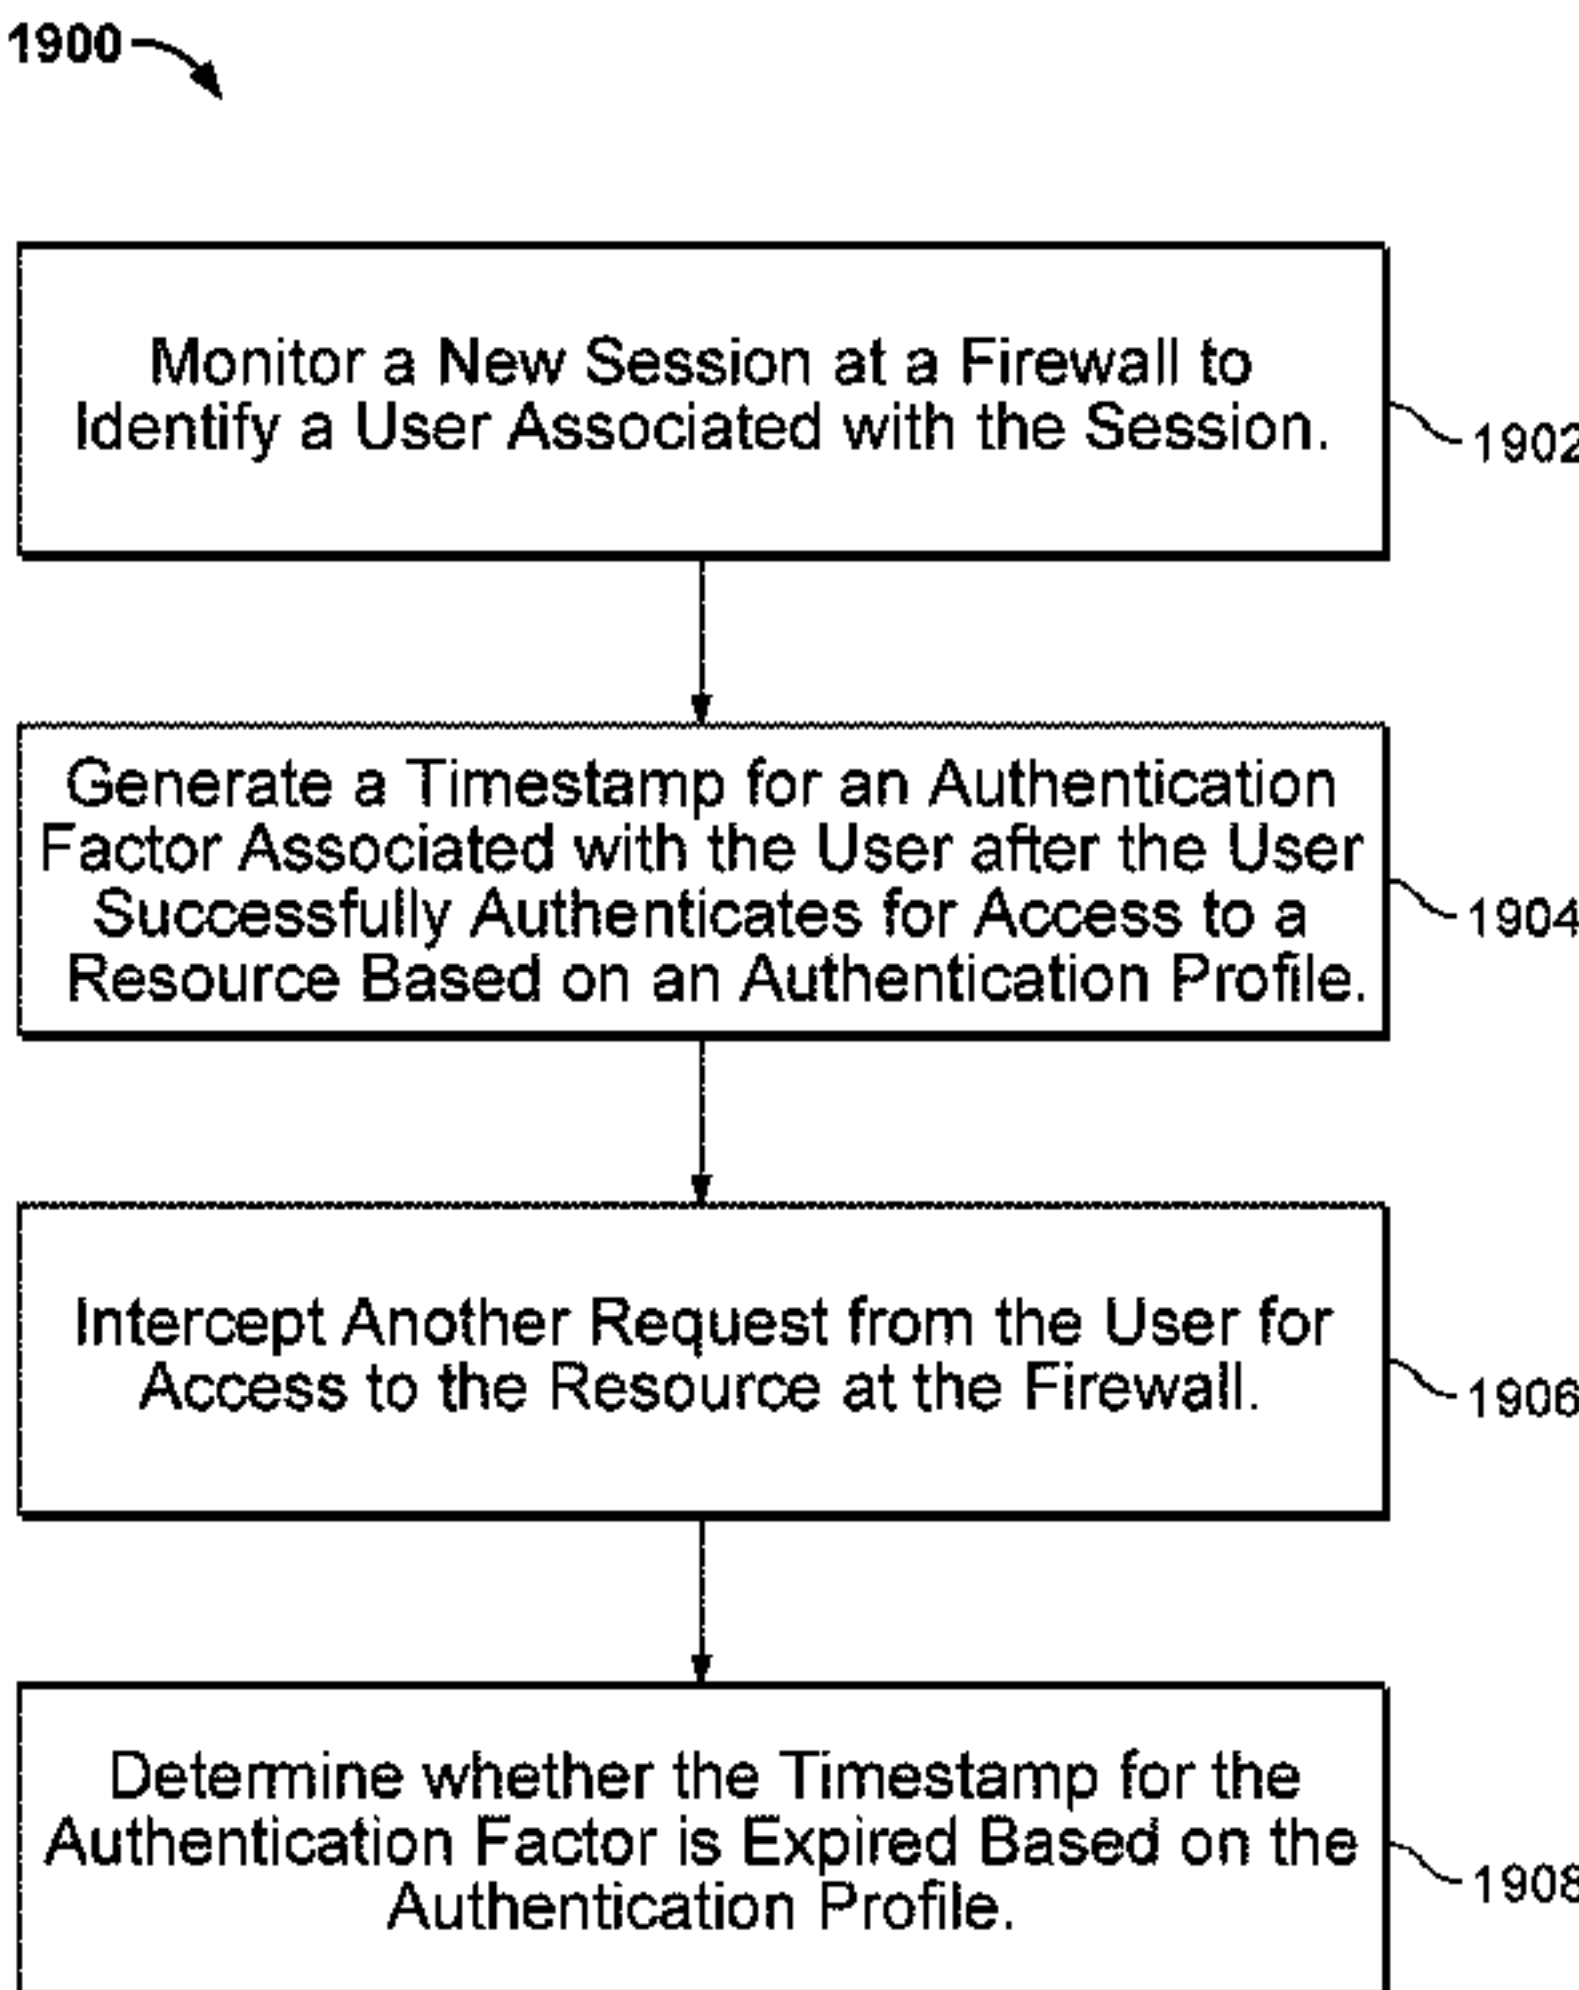 1900
Monitor a New Session at a Firewall to
Identify a User Associated with the Session.
1902
Generate a Timestamp for an Authentication
Factor Associated with the User after the User
Successfully Authenticates for Access to a
Resource Based on an Authentication Profile.
1904
Intercept Another Request from the User for
Access to the Resource at the Firewall.
1906
Determine whether the Timestamp for the
Authentication Factor is Expired Based on the
Authentication Profile.
1908